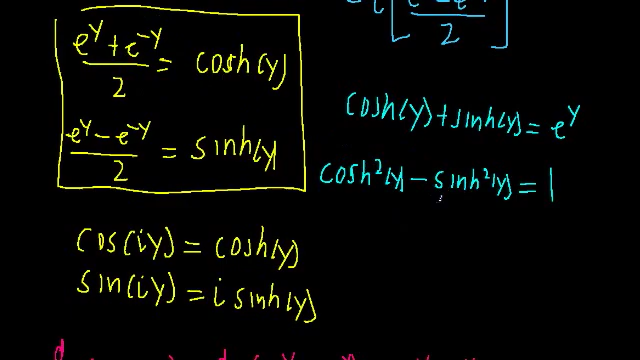 (e^y + e^-y)/2 = cosh(y)
(e^y - e^-y)/2 = sinh(y)
cosh(y) + sinh(y) = e^y
cosh²(y) - sinh²(y) = 1
cos(iy) = cosh(y)
sin(iy) = i sinh(y)